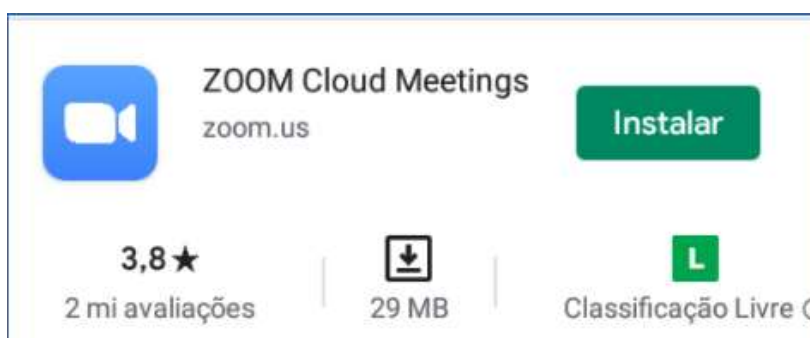 ZOOM Cloud Meetings
zoom.us
Instalar
3,8★
2 mi avaliações
29 MB
L
Classificação Livre